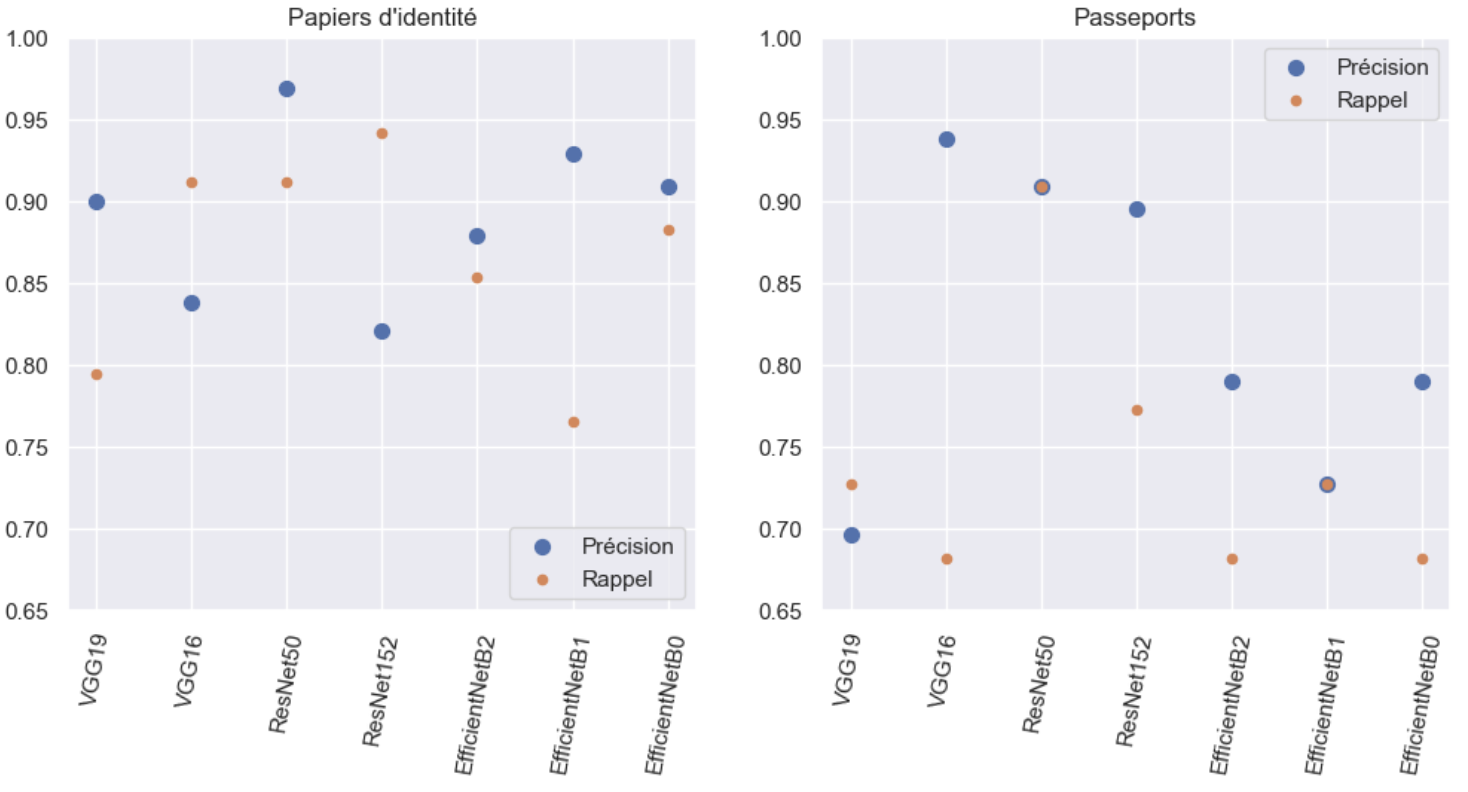 Papiers d'identité
1.00
0.95
0.90
0.85
0.80
0.75
0.70
0.65
Précision
Rappel
VGG19
VGG16
ResNet50
ResNet152
EfficientNetB2
EfficientNetB1
EfficientNetB0
Passeports
1.00
0.95
0.90
0.85
0.80
0.75
0.70
0.65
Précision
Rappel
VGG19
VGG16
ResNet50
ResNet152
EfficientNetB2
EfficientNetB1
EfficientNetB0